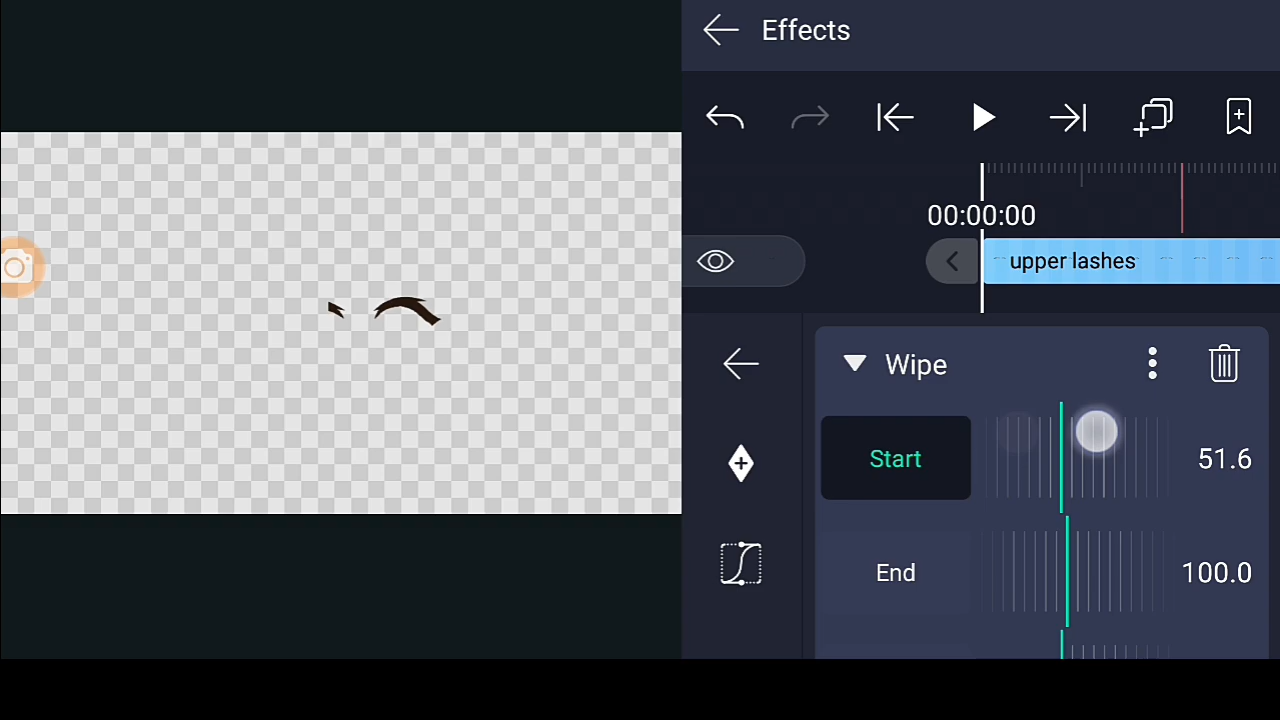 Effects
00:00:00
upper lashes
Wipe
Start
51.6
End
100.0